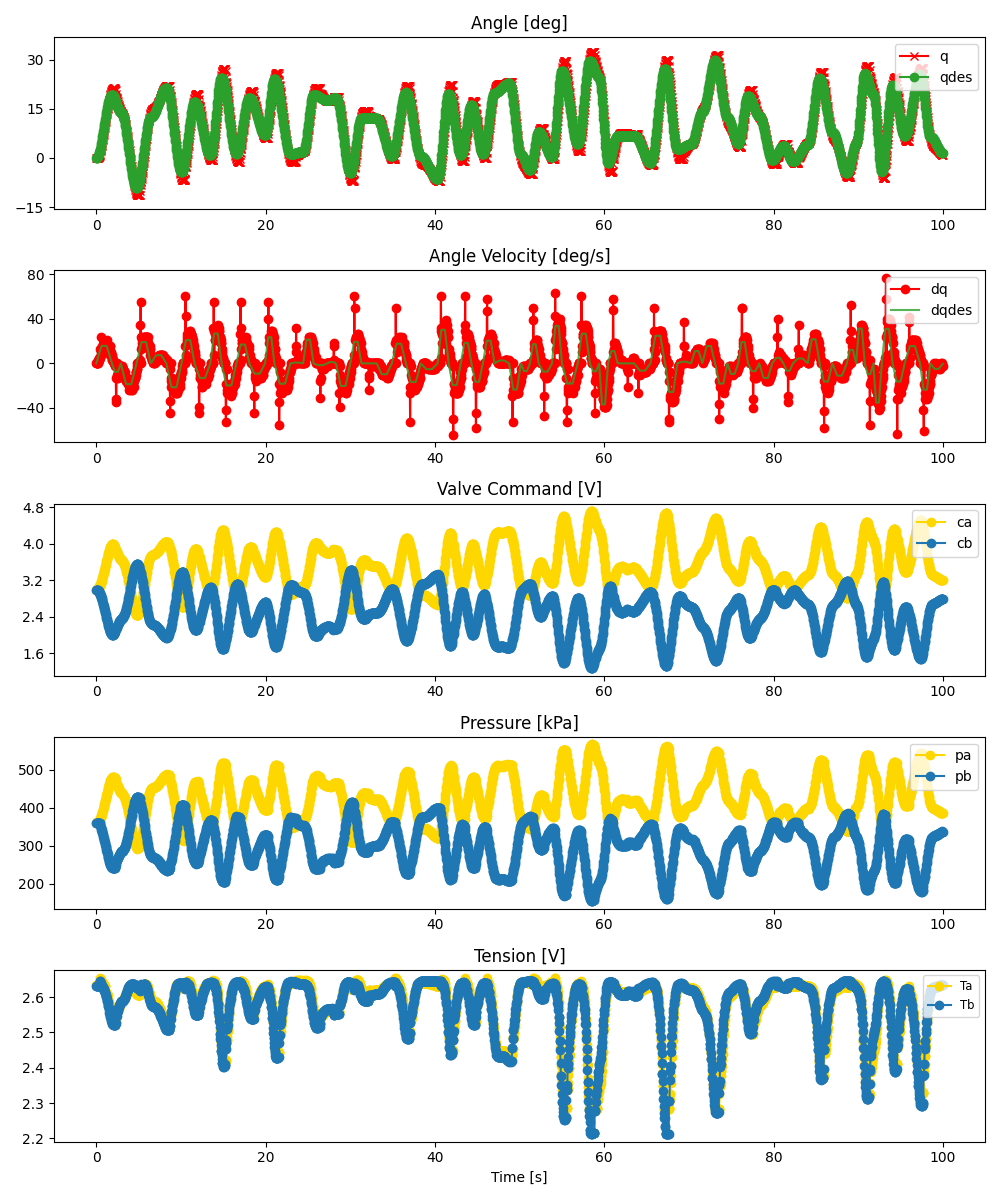 Angle [deg]
30
15
0
−15
q
qdes
0 20 40 60 80 100
Angle Velocity [deg/s]
80
40
0
−40
dq
dqdes
0 20 40 60 80 100
Valve Command [V]
4.8
4.0
3.2
2.4
1.6
ca
cb
0 20 40 60 80 100
Pressure [kPa]
500
400
300
200
pa
pb
0 20 40 60 80 100
Tension [V]
2.6
2.5
2.4
2.3
2.2
Ta
Tb
0 20 40 60 80 100
Time [s]